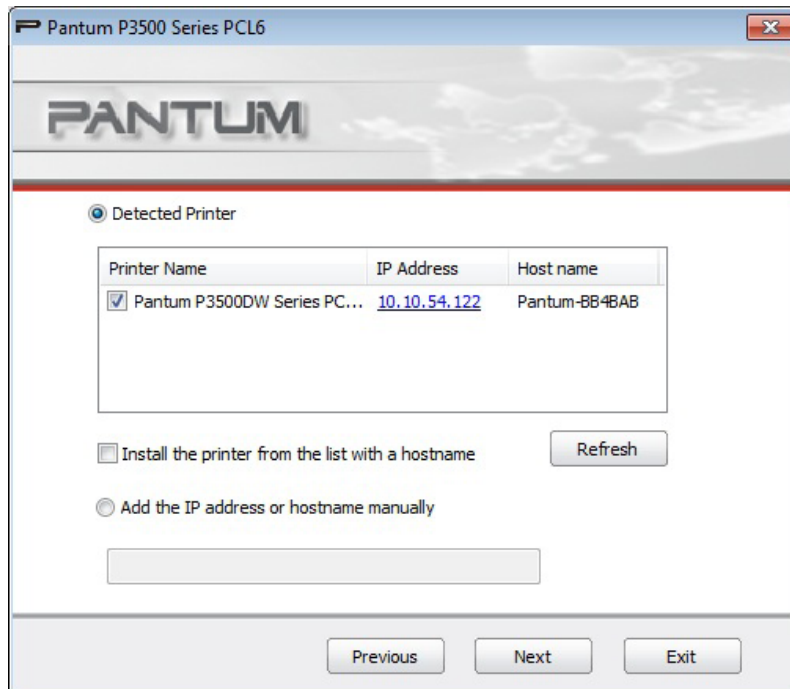 Pantum P3500 Series PCL6
PANTUM
Detected Printer
Printer Name IP Address Host name
Pantum P3500DW Series PC... 10.10.54.122 Pantum-BB4BAB
Install the printer from the list with a hostname Refresh
Add the IP address or hostname manually
Previous Next Exit